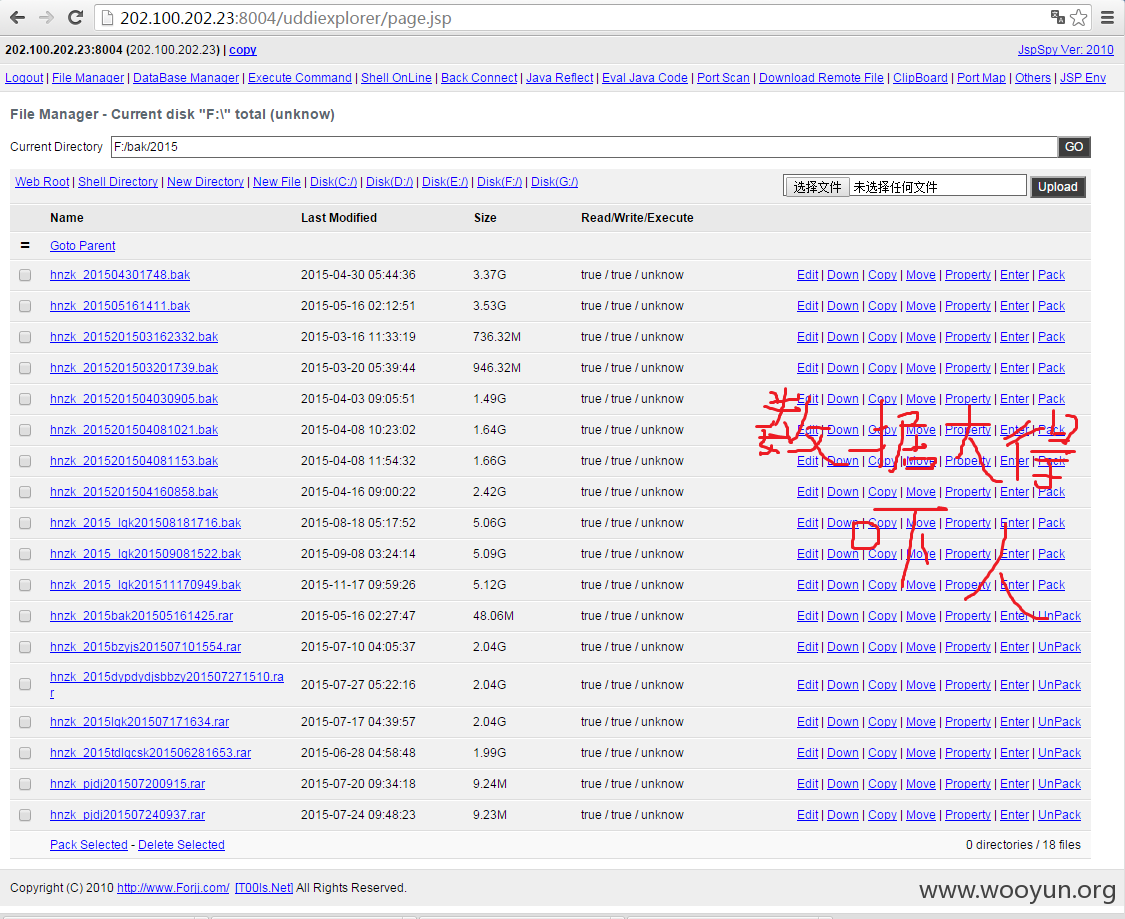 202.100.202.23:8004/uddiexplorer/page.jsp
202.100.202.23:8004 (202.100.202.23) | copy JspSpy Ver: 2010
Logout | File Manager | DataBase Manager | Execute Command | Shell OnLine | Back Connect | Java Reflect | Eval Java Code | Port Scan | Download Remote File | ClipBoard | Port Map | Others | JSP Env
File Manager - Current disk "F:\" total (unknow)
Current Directory F:/bak/2015 GO
Web Root | Shell Directory | New Directory | New File | Disk(C:/) | Disk(D:/) | Disk(E:/) | Disk(F:/) | Disk(G:/) 选择文件 未选择任何文件 Upload
Name Last Modified Size Read/Write/Execute
= Goto Parent
hnzk_201504301748.bak 2015-04-30 05:44:36 3.37G true / true / unknow Edit | Down | Copy | Move | Property | Enter | Pack
hnzk_201505161411.bak 2015-05-16 02:12:51 3.53G true / true / unknow Edit | Down | Copy | Move | Property | Enter | Pack
hnzk_2015201503162332.bak 2015-03-16 11:33:19 736.32M true / true / unknow Edit | Down | Copy | Move | Property | Enter | Pack
hnzk_2015201503201739.bak 2015-03-20 05:39:44 946.32M true / true / unknow Edit | Down | Copy | Move | Property | Enter | Pack
hnzk_2015201504030905.bak 2015-04-03 09:05:51 1.49G true / true / unknow Edit | Down | Copy | Move | Property | Enter | Pack
hnzk_2015201504081021.bak 2015-04-08 10:23:02 1.64G true / true / unknow Edit | Down | Copy | Move | Property | Enter | Pack
hnzk_2015201504081153.bak 2015-04-08 11:54:32 1.66G true / true / unknow Edit | Down | Copy | Move | Property | Enter | Pack
数据大得
hnzk_2015201504160858.bak 2015-04-16 09:00:22 2.42G true / true / unknow Edit | Down | Copy | Move | Property | Enter | Pack
hnzk_2015_lqk201508181716.bak 2015-08-18 05:17:52 5.06G true / true / unknow Edit | Down | Copy | Move | Property | Enter | Pack
hnzk_2015_lqk201509081522.bak 2015-09-08 03:24:14 5.09G true / true / unknow Edit | Down | Copy | Move | Property | Enter | Pack
吓人
hnzk_2015_lqk201511170949.bak 2015-11-17 09:59:26 5.12G true / true / unknow Edit | Down | Copy | Move | Property | Enter | Pack
hnzk_2015bak201505161425.rar 2015-05-16 02:27:47 48.06M true / true / unknow Edit | Down | Copy | Move | Property | Enter | UnPack
hnzk_2015bzyjs201507101554.rar 2015-07-10 04:05:37 2.04G true / true / unknow Edit | Down | Copy | Move | Property | Enter | UnPack
hnzk_2015dypdydjsbbzy201507271510.ra
r 2015-07-27 05:22:16 2.04G true / true / unknow Edit | Down | Copy | Move | Property | Enter | UnPack
hnzk_2015lqk201507171634.rar 2015-07-17 04:39:57 2.04G true / true / unknow Edit | Down | Copy | Move | Property | Enter | UnPack
hnzk_2015tdlqcsk201506281653.rar 2015-06-28 04:58:48 1.99G true / true / unknow Edit | Down | Copy | Move | Property | Enter | UnPack
hnzk_pjdj201507200915.rar 2015-07-20 09:34:18 9.24M true / true / unknow Edit | Down | Copy | Move | Property | Enter | UnPack
hnzk_pjdj201507240937.rar 2015-07-24 09:48:23 9.23M true / true / unknow Edit | Down | Copy | Move | Property | Enter | UnPack
Pack Selected - Delete Selected 0 directories / 18 files
Copyright (C) 2010 http://www.Forjj.com/ [T00ls.Net] All Rights Reserved.
www.wooyun.org